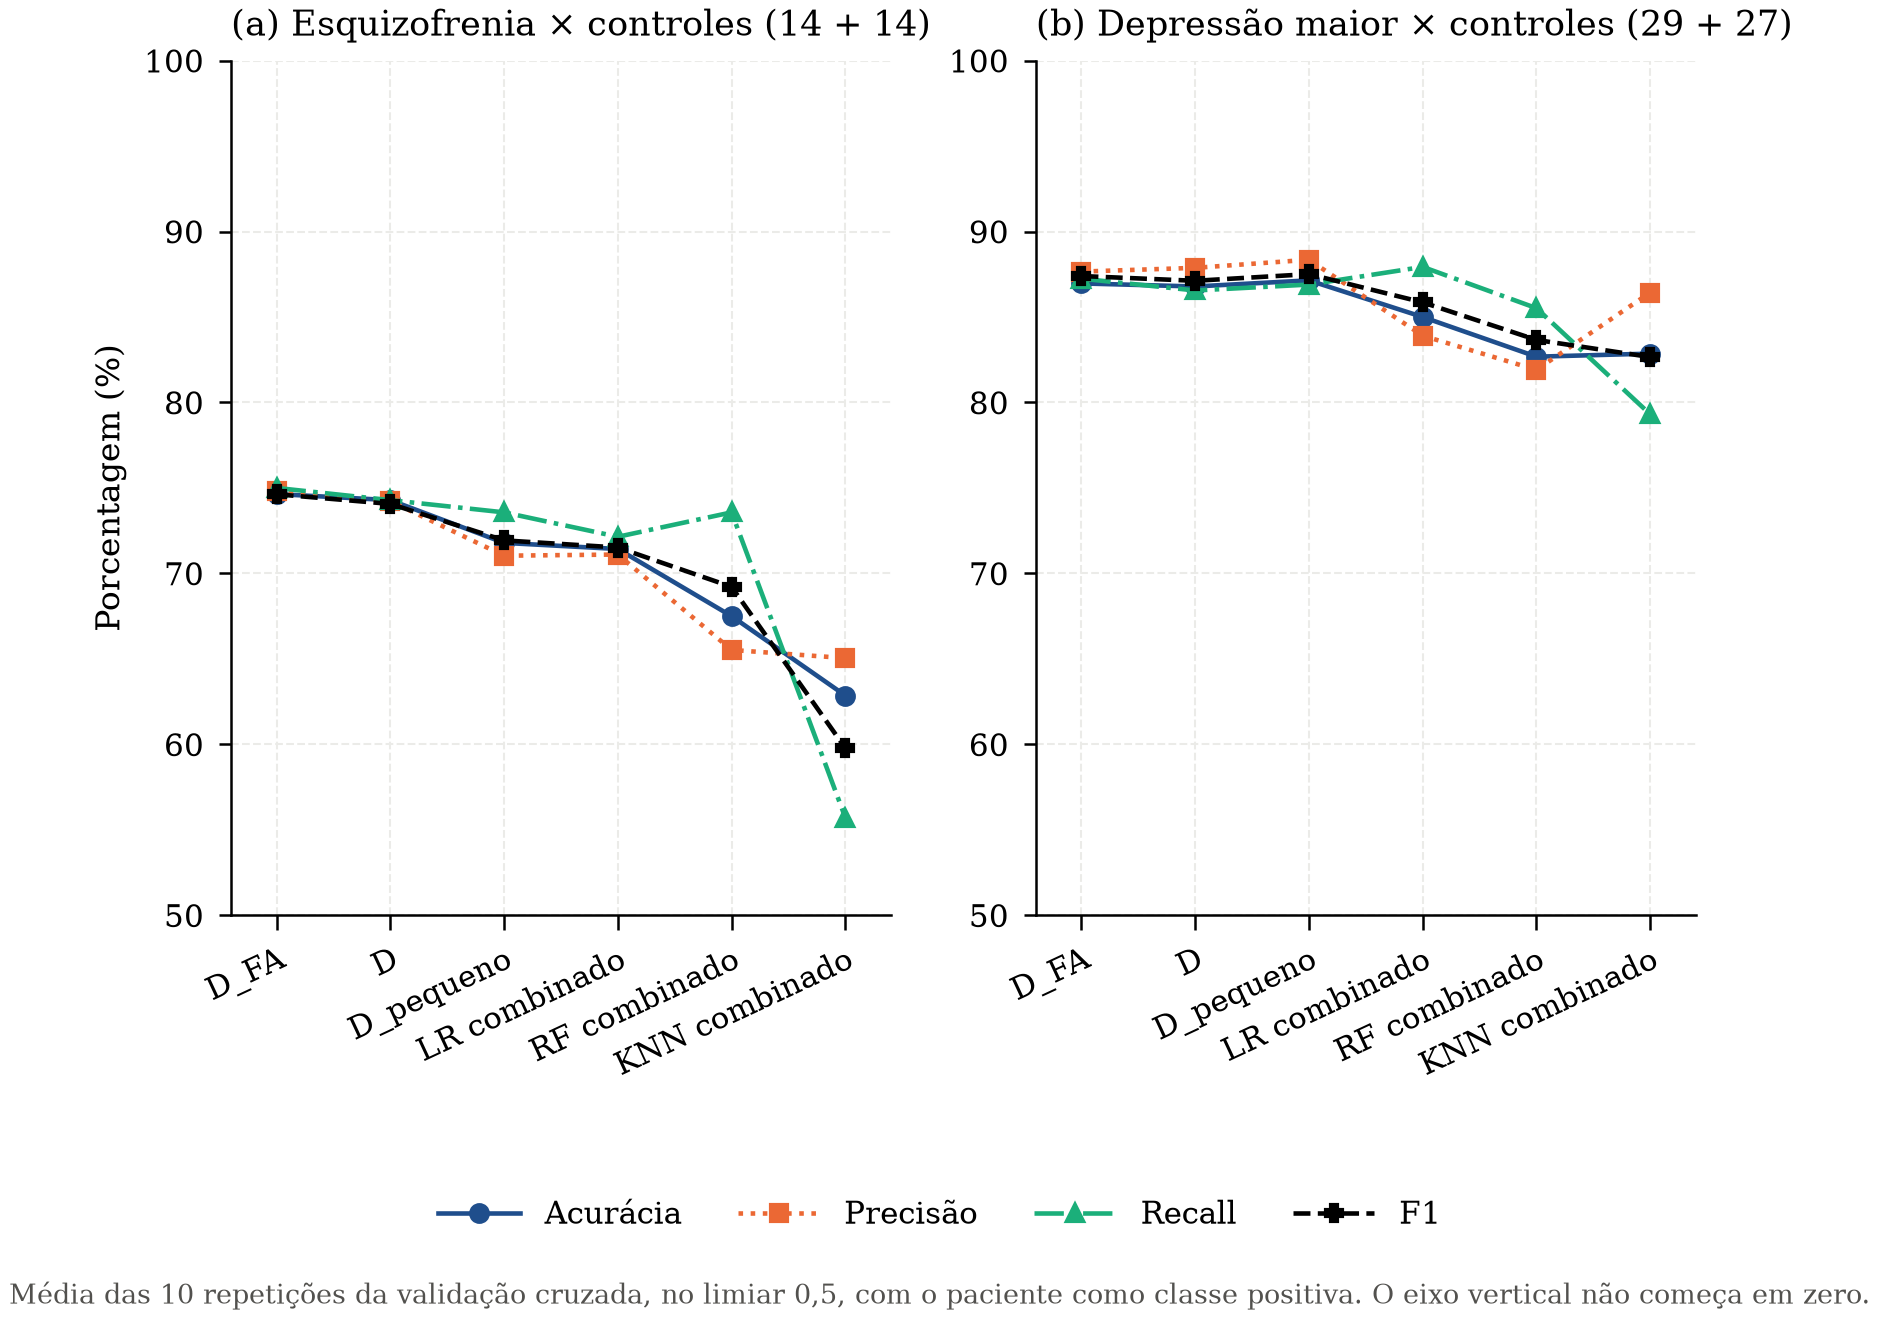 (a) Esquizofrenia × controles (14 + 14)
100
90
80
70
60
50
Porcentagem (%)
D_FA
D
D_pequeno
LR combinado
RF combinado
KNN combinado
(b) Depressão maior × controles (29 + 27)
100
90
80
70
60
50
D_FA
D
D_pequeno
LR combinado
RF combinado
KNN combinado
Acurácia Precisão Recall F1
Média das 10 repetições da validação cruzada, no limiar 0,5, com o paciente como classe positiva. O eixo vertical não começa em zero.